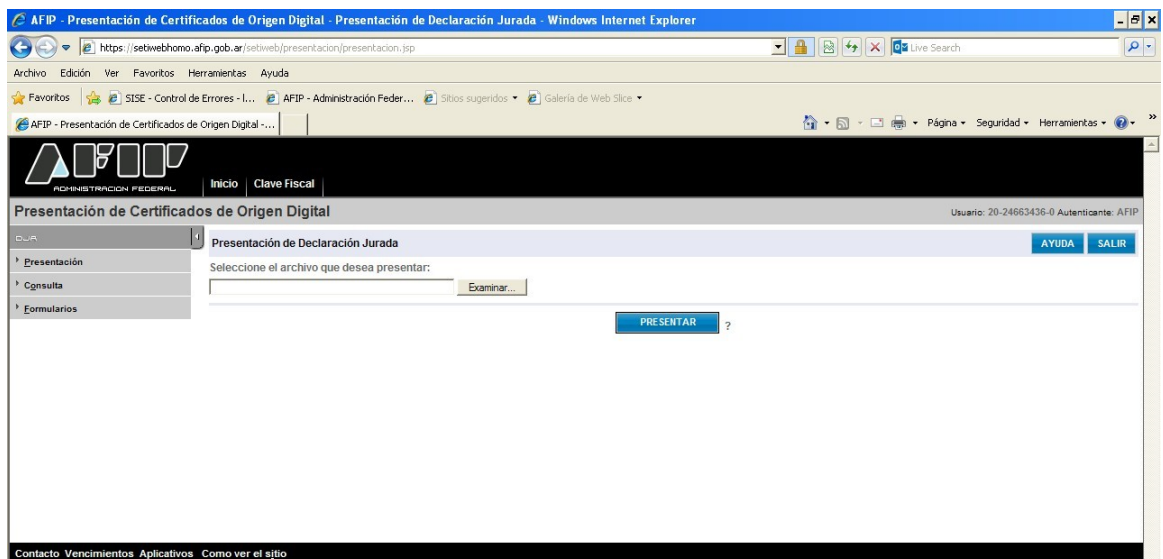 AFIP - Presentación de Certificados de Origen Digital - Presentación de Declaración Jurada - Windows Internet Explorer
https://setiwebhomo.afip.gob.ar/setiweb/presentacion/presentacion.jsp
Live Search
Archivo Edición Ver Favoritos Herramientas Ayuda
Favoritos SISE - Control de Errores - I... AFIP - Administración Feder... Sitios sugeridos Galería de Web Slice
AFIP - Presentación de Certificados de Origen Digital -... Página Seguridad Herramientas
AFIP
ADMINISTRACION FEDERAL
Inicio Clave Fiscal
Presentación de Certificados de Origen Digital Usuario: 20-24663436-0 Autenticante: AFIP
DJR
Presentación de Declaración Jurada AYUDA SALIR
Presentación
Seleccione el archivo que desea presentar:
Consulta
Examinar...
Formularios
PRESENTAR ?
Contacto Vencimientos Aplicativos Como ver el sitio